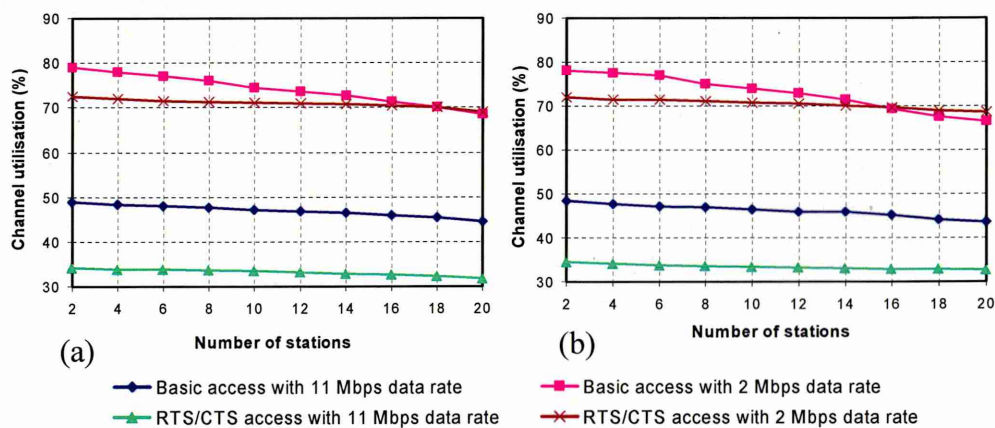 90
80
70
60
50
40
30
Channel utilisation (%)
2 4 6 8 10 12 14 16 18 20
Number of stations
(a)
90
80
70
60
50
40
30
Channel utilisation (%)
2 4 6 8 10 12 14 16 18 20
Number of stations
(b)
Basic access with 11 Mbps data rate
Basic access with 2 Mbps data rate
RTS/CTS access with 11 Mbps data rate
RTS/CTS access with 2 Mbps data rate